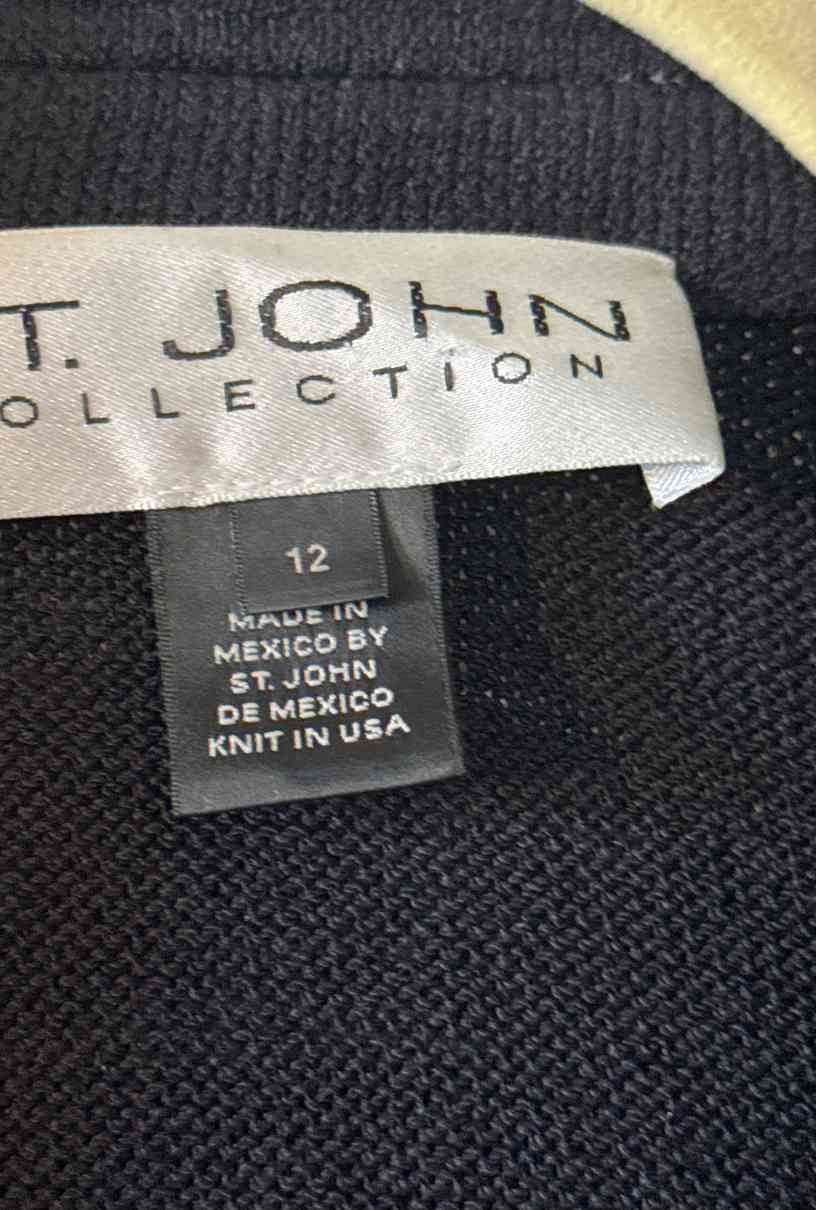 T. JOHN
OLLECTION
12
MADE IN
MEXICO BY
ST. JOHN
DE MEXICO
KNIT IN USA